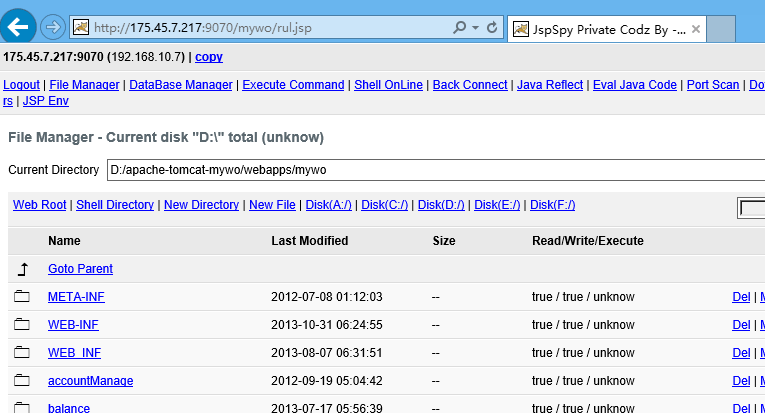 http://175.45.7.217:9070/mywo/rul.jsp
JspSpy Private Codz By -...
175.45.7.217:9070 (192.168.10.7) | copy
Logout | File Manager | DataBase Manager | Execute Command | Shell OnLine | Back Connect | Java Reflect | Eval Java Code | Port Scan | Do
rs | JSP Env
File Manager - Current disk "D:\" total (unknow)
Current Directory D:/apache-tomcat-mywo/webapps/mywo
Web Root | Shell Directory | New Directory | New File | Disk(A:/) | Disk(C:/) | Disk(D:/) | Disk(E:/) | Disk(F:/)
Name Last Modified Size Read/Write/Execute
Goto Parent
META-INF 2012-07-08 01:12:03 -- true / true / unknow Del |
WEB-INF 2013-10-31 06:24:55 -- true / true / unknow Del |
WEB_INF 2013-08-07 06:31:51 -- true / true / unknow Del |
accountManage 2012-09-19 05:04:42 -- true / true / unknow Del |
balance 2013-07-17 05:56:39 -- true / true / unknow Del |